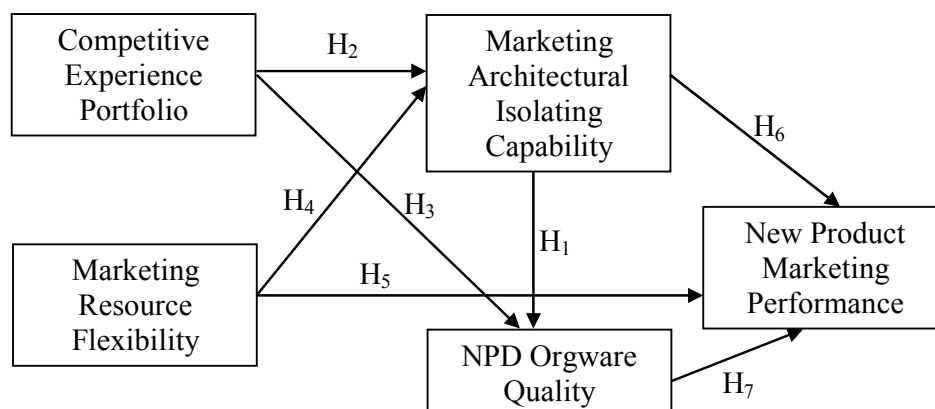 Competitive
Experience
Portfolio
H₂
Marketing
Architectural
Isolating
Capability
H₆
H₄
H₃
H₁
Marketing
Resource
Flexibility
H₅
New Product
Marketing
Performance
NPD Orgware
Quality
H₇